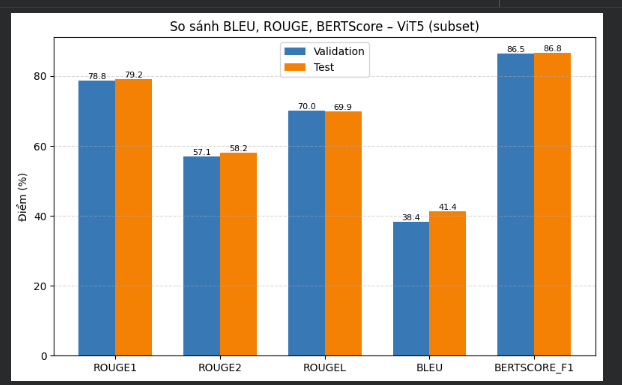 So sánh BLEU, ROUGE, BERTScore – ViT5 (subset)
Validation
Test
Điểm (%)
80
60
40
20
0
78.8
79.2
57.1
58.2
70.0
69.9
38.4
41.4
86.5
86.8
ROUGE1
ROUGE2
ROUGEL
BLEU
BERTSCORE_F1